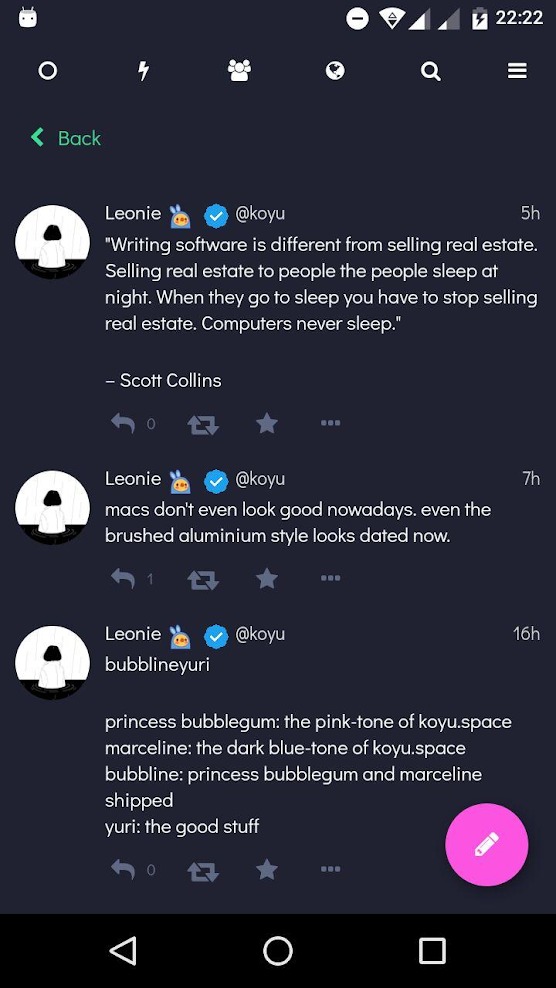 22:22
Back
Leonie @koyu 5h
"Writing software is different from selling real estate.
Selling real estate to people the people sleep at
night. When they go to sleep you have to stop selling
real estate. Computers never sleep."
– Scott Collins
0
Leonie @koyu 7h
macs don't even look good nowadays. even the
brushed aluminium style looks dated now.
1
Leonie @koyu 16h
bubblineyuri
princess bubblegum: the pink-tone of koyu.space
marceline: the dark blue-tone of koyu.space
bubbline: princess bubblegum and marceline
shipped
yuri: the good stuff
0